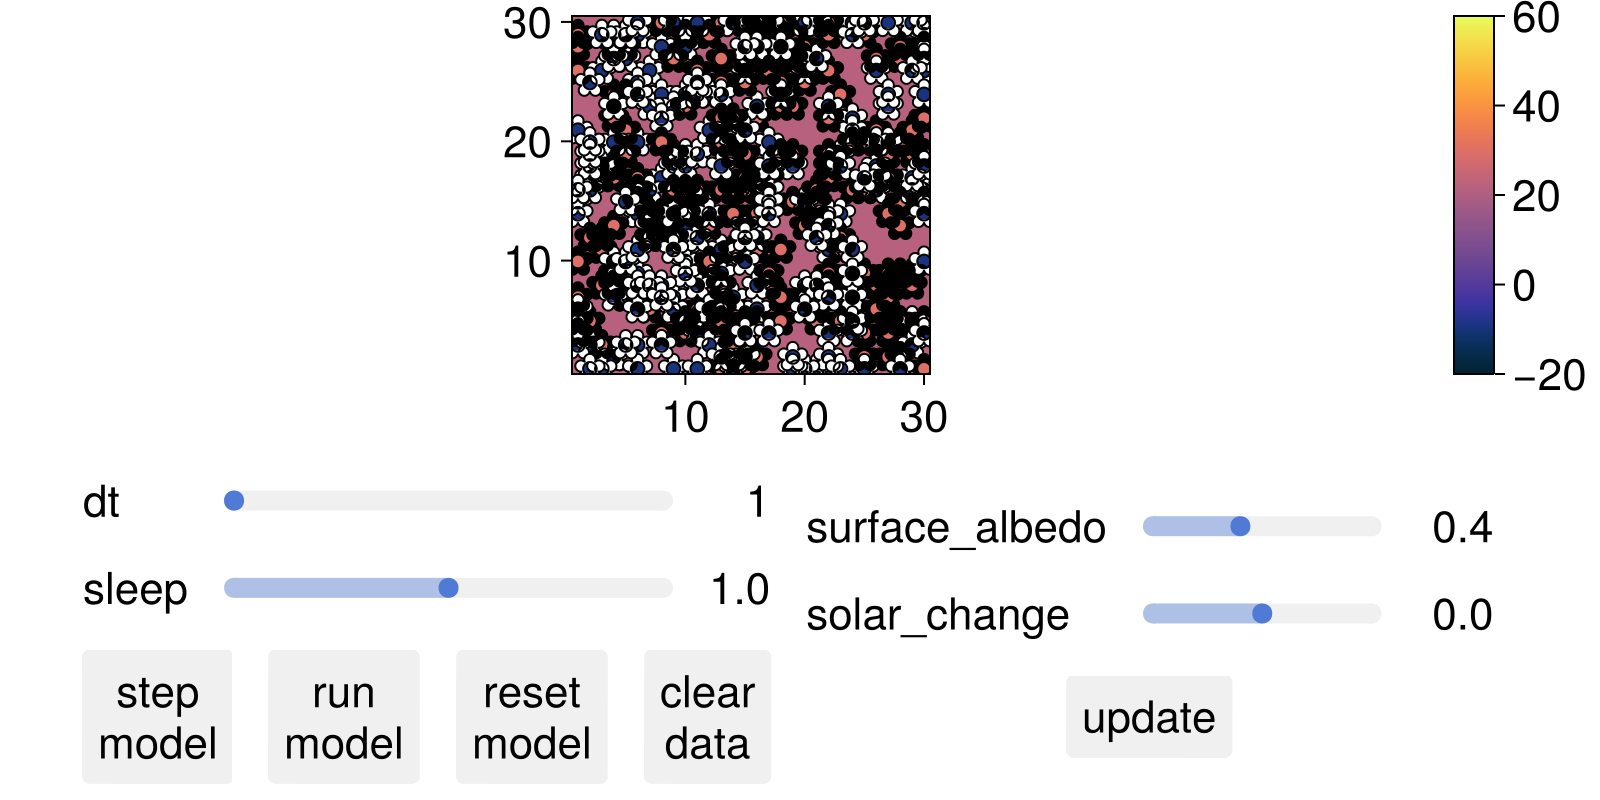 30
20
10
10 20 30
60
40
20
0
−20
dt 1
sleep 1.0
surface_albedo 0.4
solar_change 0.0
step
model
run
model
reset
model
clear
data
update